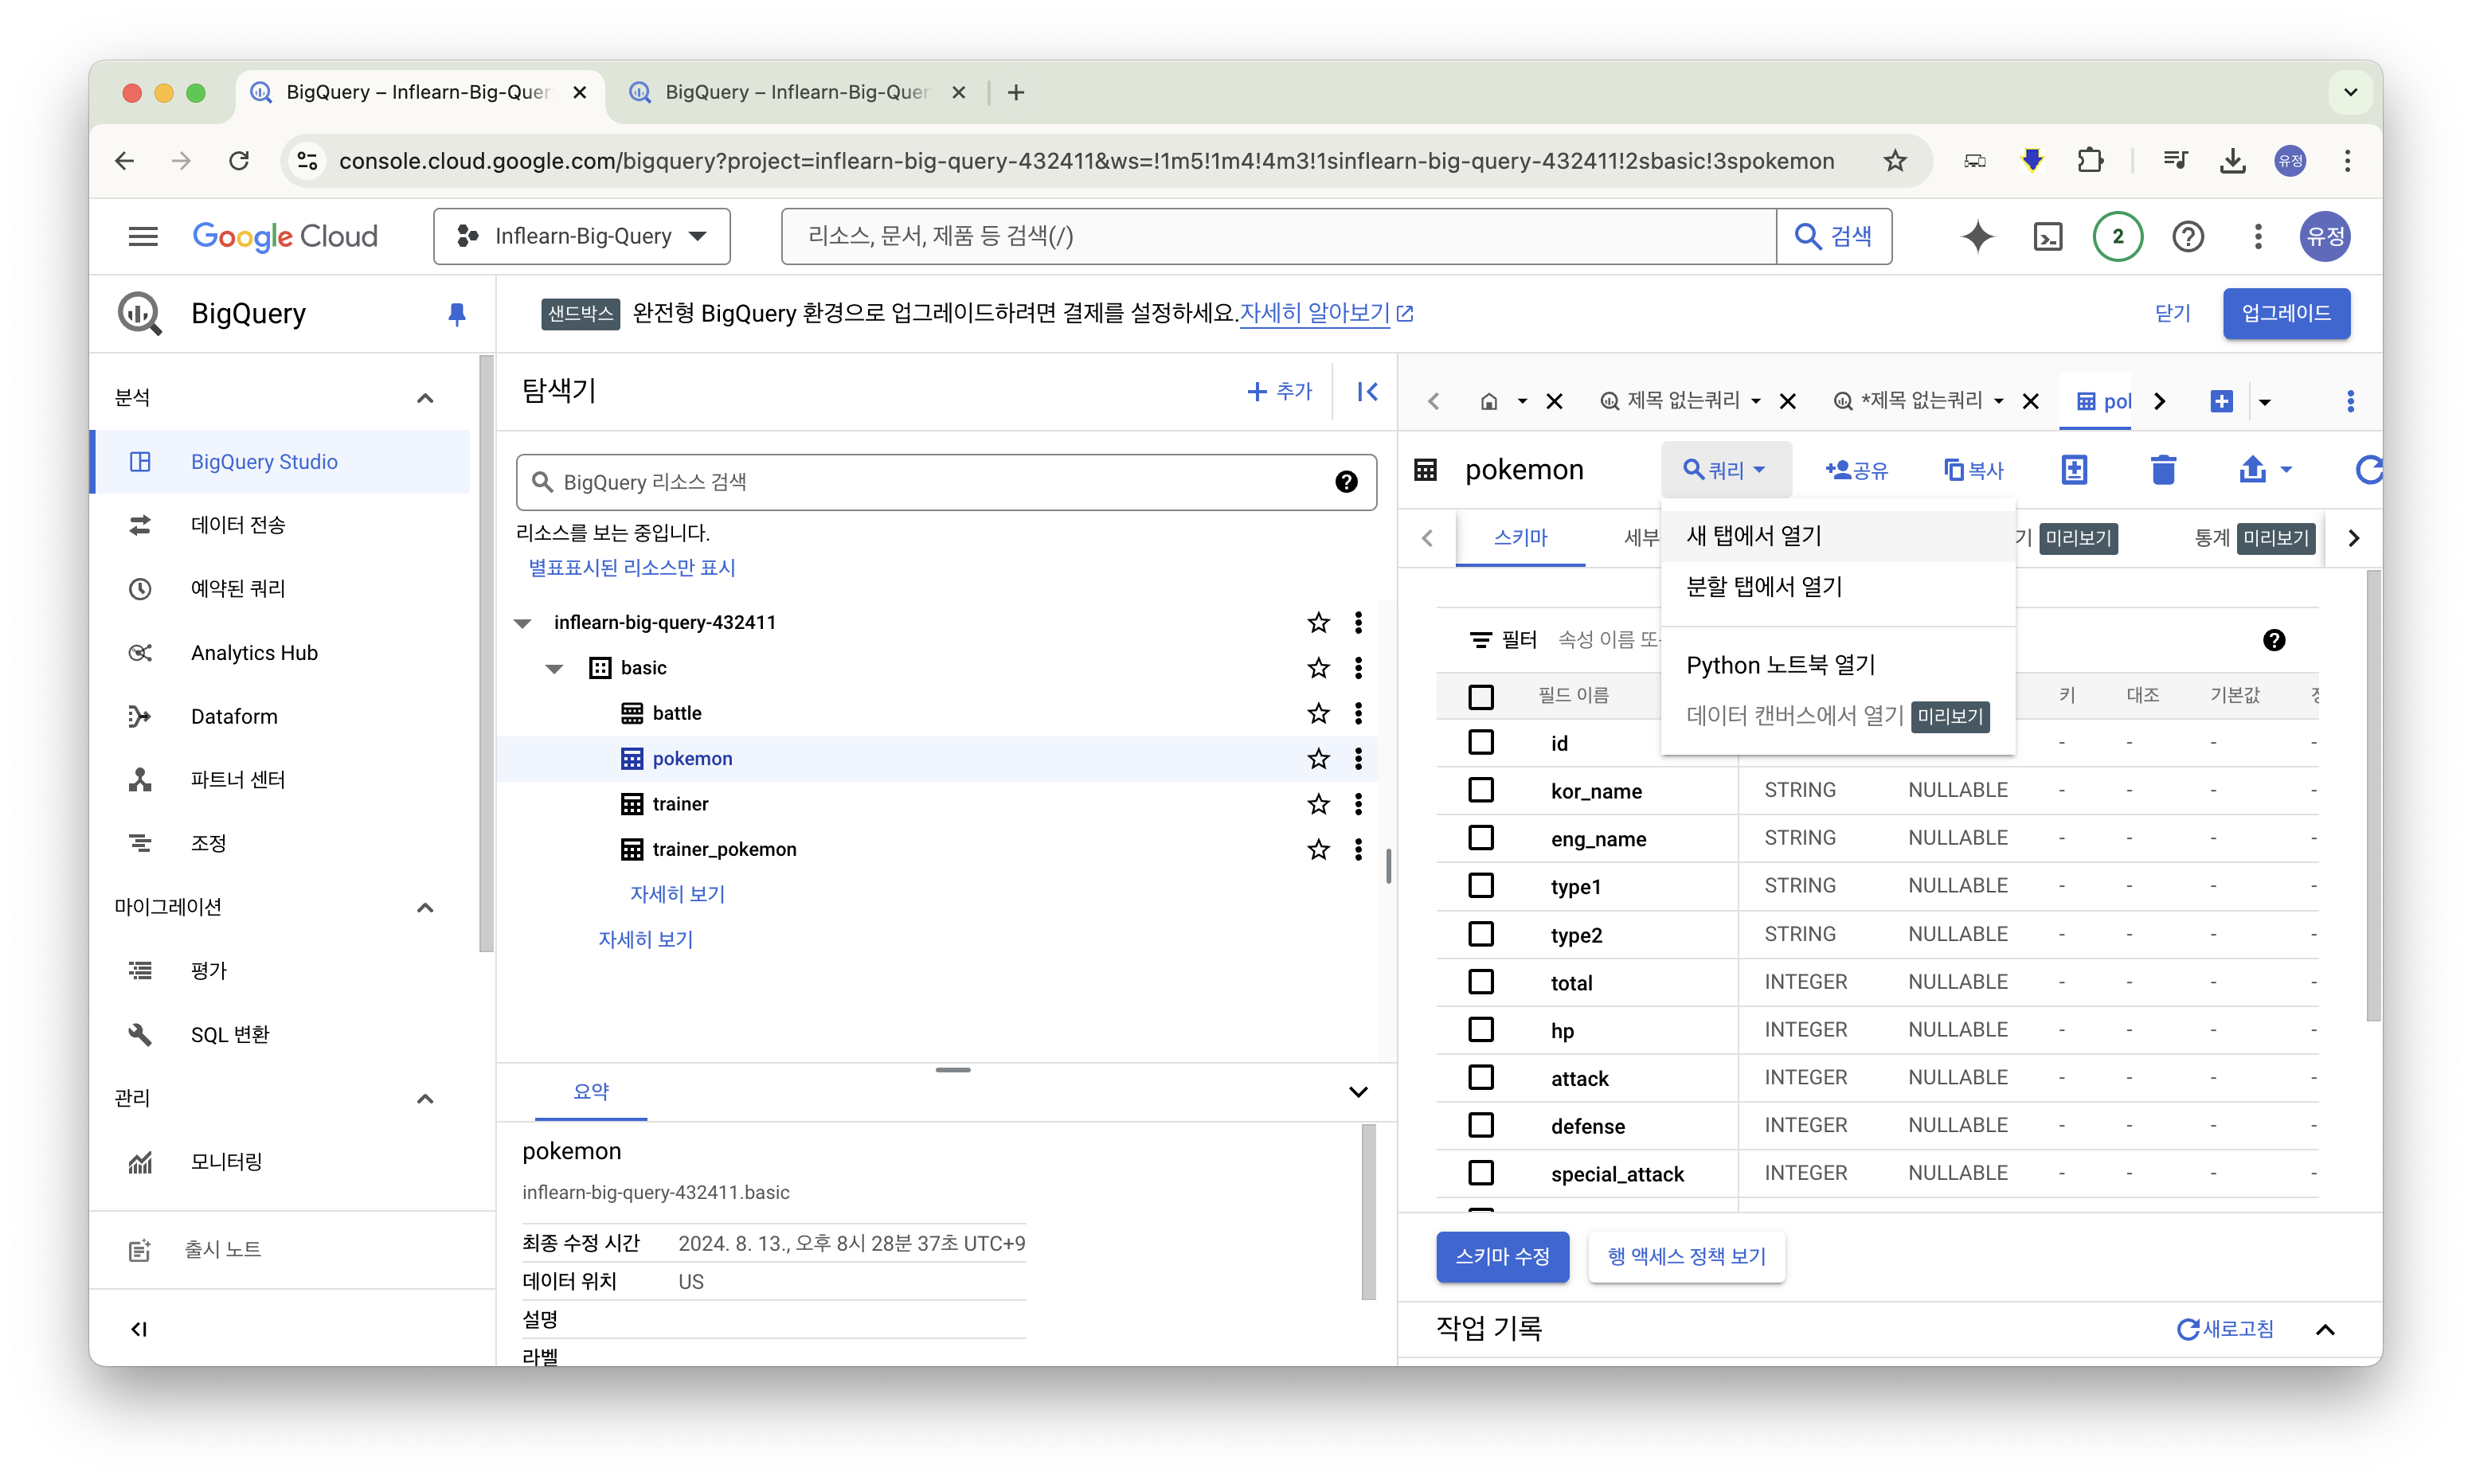 BigQuery – Inflearn-Big-Quer
BigQuery – Inflearn-Big-Quer
console.cloud.google.com/bigquery?project=inflearn-big-query-432411&ws=!1m5!1m4!4m3!1sinflearn-big-query-432411!2sbasic!3spokemon
유정
Google Cloud
Inflearn-Big-Query
리소스, 문서, 제품 등 검색(/)
검색
2
유정
BigQuery
샌드박스 완전형 BigQuery 환경으로 업그레이드하려면 결제를 설정하세요.자세히 알아보기
닫기
업그레이드
분석
BigQuery Studio
데이터 전송
예약된 쿼리
Analytics Hub
Dataform
파트너 센터
조정
마이그레이션
평가
SQL 변환
관리
모니터링
출시 노트
탐색기
추가
BigQuery 리소스 검색
리소스를 보는 중입니다.
별표표시된 리소스만 표시
inflearn-big-query-432411
basic
battle
pokemon
trainer
trainer_pokemon
자세히 보기
자세히 보기
요약
pokemon
inflearn-big-query-432411.basic
최종 수정 시간 2024. 8. 13., 오후 8시 28분 37초 UTC+9
데이터 위치 US
설명
라벨
제목 없는쿼리
*제목 없는쿼리
pol
pokemon
쿼리
공유
복사
스키마
세부
기 미리보기
통계 미리보기
새 탭에서 열기
분할 탭에서 열기
Python 노트북 열기
데이터 캔버스에서 열기 미리보기
필터 속성 이름 또
필드 이름 키 대조 기본값
id - - - -
kor_name STRING NULLABLE - - - -
eng_name STRING NULLABLE - - - -
type1 STRING NULLABLE - - - -
type2 STRING NULLABLE - - - -
total INTEGER NULLABLE - - - -
hp INTEGER NULLABLE - - - -
attack INTEGER NULLABLE - - - -
defense INTEGER NULLABLE - - - -
special_attack INTEGER NULLABLE - - - -
스키마 수정
행 액세스 정책 보기
작업 기록
새로고침